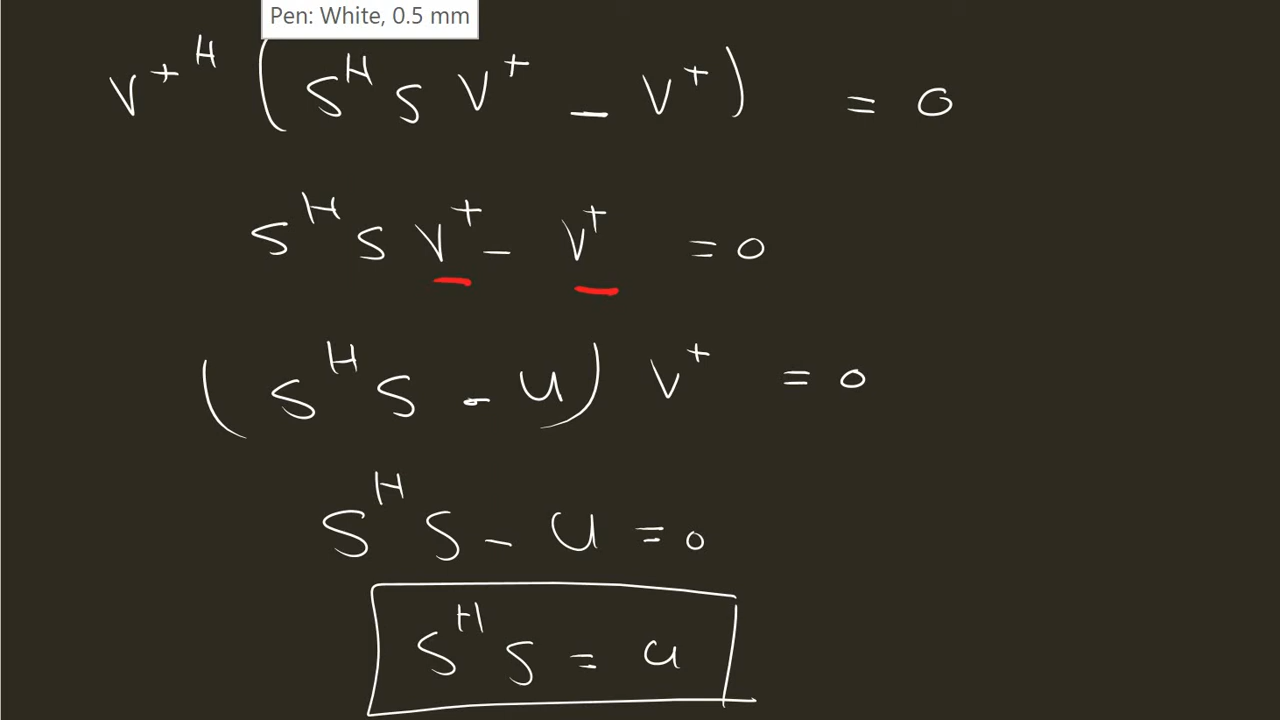 Pen: White, 0.5 mm
V⁺ᴴ (Sᴴ S V⁺ − V⁺) = 0
Sᴴ S V⁺ − V⁺ = 0
(Sᴴ S − U) V⁺ = 0
Sᴴ S − U = 0
Sᴴ S = U